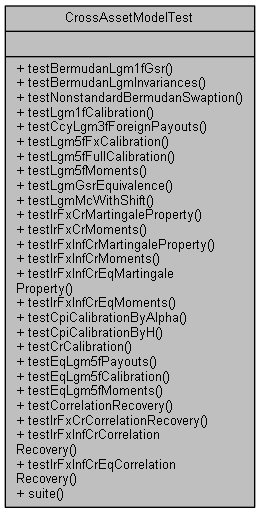 CrossAssetModelTest
+ testBermudanLgm1fGsr()
+ testBermudanLgmInvariances()
+ testNonstandardBermudanSwaption()
+ testLgm1fCalibration()
+ testCcyLgm3fForeignPayouts()
+ testLgm5fFxCalibration()
+ testLgm5fFullCalibration()
+ testLgm5fMoments()
+ testLgmGsrEquivalence()
+ testLgmMcWithShift()
+ testIrFxCrMartingaleProperty()
+ testIrFxCrMoments()
+ testIrFxInfCrMartingaleProperty()
+ testIrFxInfCrMoments()
+ testIrFxInfCrEqMartingale
Property()
+ testIrFxInfCrEqMoments()
+ testCpiCalibrationByAlpha()
+ testCpiCalibrationByH()
+ testCrCalibration()
+ testEqLgm5fPayouts()
+ testEqLgm5fCalibration()
+ testEqLgm5fMoments()
+ testCorrelationRecovery()
+ testIrFxCrCorrelationRecovery()
+ testIrFxInfCrCorrelation
Recovery()
+ testIrFxInfCrEqCorrelation
Recovery()
+ suite()